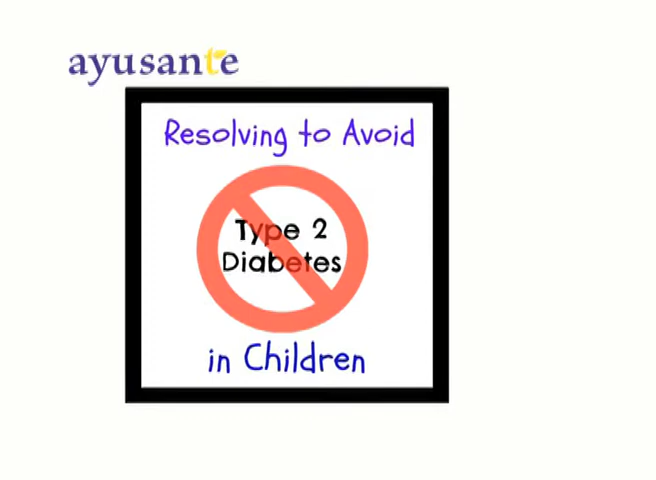 ayusante
Resolving to Avoid
Type 2
Diabetes
in Children